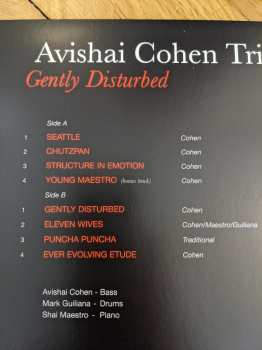 Avishai Cohen Tri
Gently Disturbed
Side A
1 SEATTLE Cohen
2 CHUTZPAN Cohen
3 STRUCTURE IN EMOTION Cohen
4 YOUNG MAESTRO (bonus track) Cohen
Side B
1 GENTLY DISTURBED Cohen
2 ELEVEN WIVES Cohen/Maestro/Guiliana
3 PUNCHA PUNCHA Traditional
4 EVER EVOLVING ETUDE Cohen
Avishai Cohen - Bass
Mark Guiliana - Drums
Shai Maestro - Piano